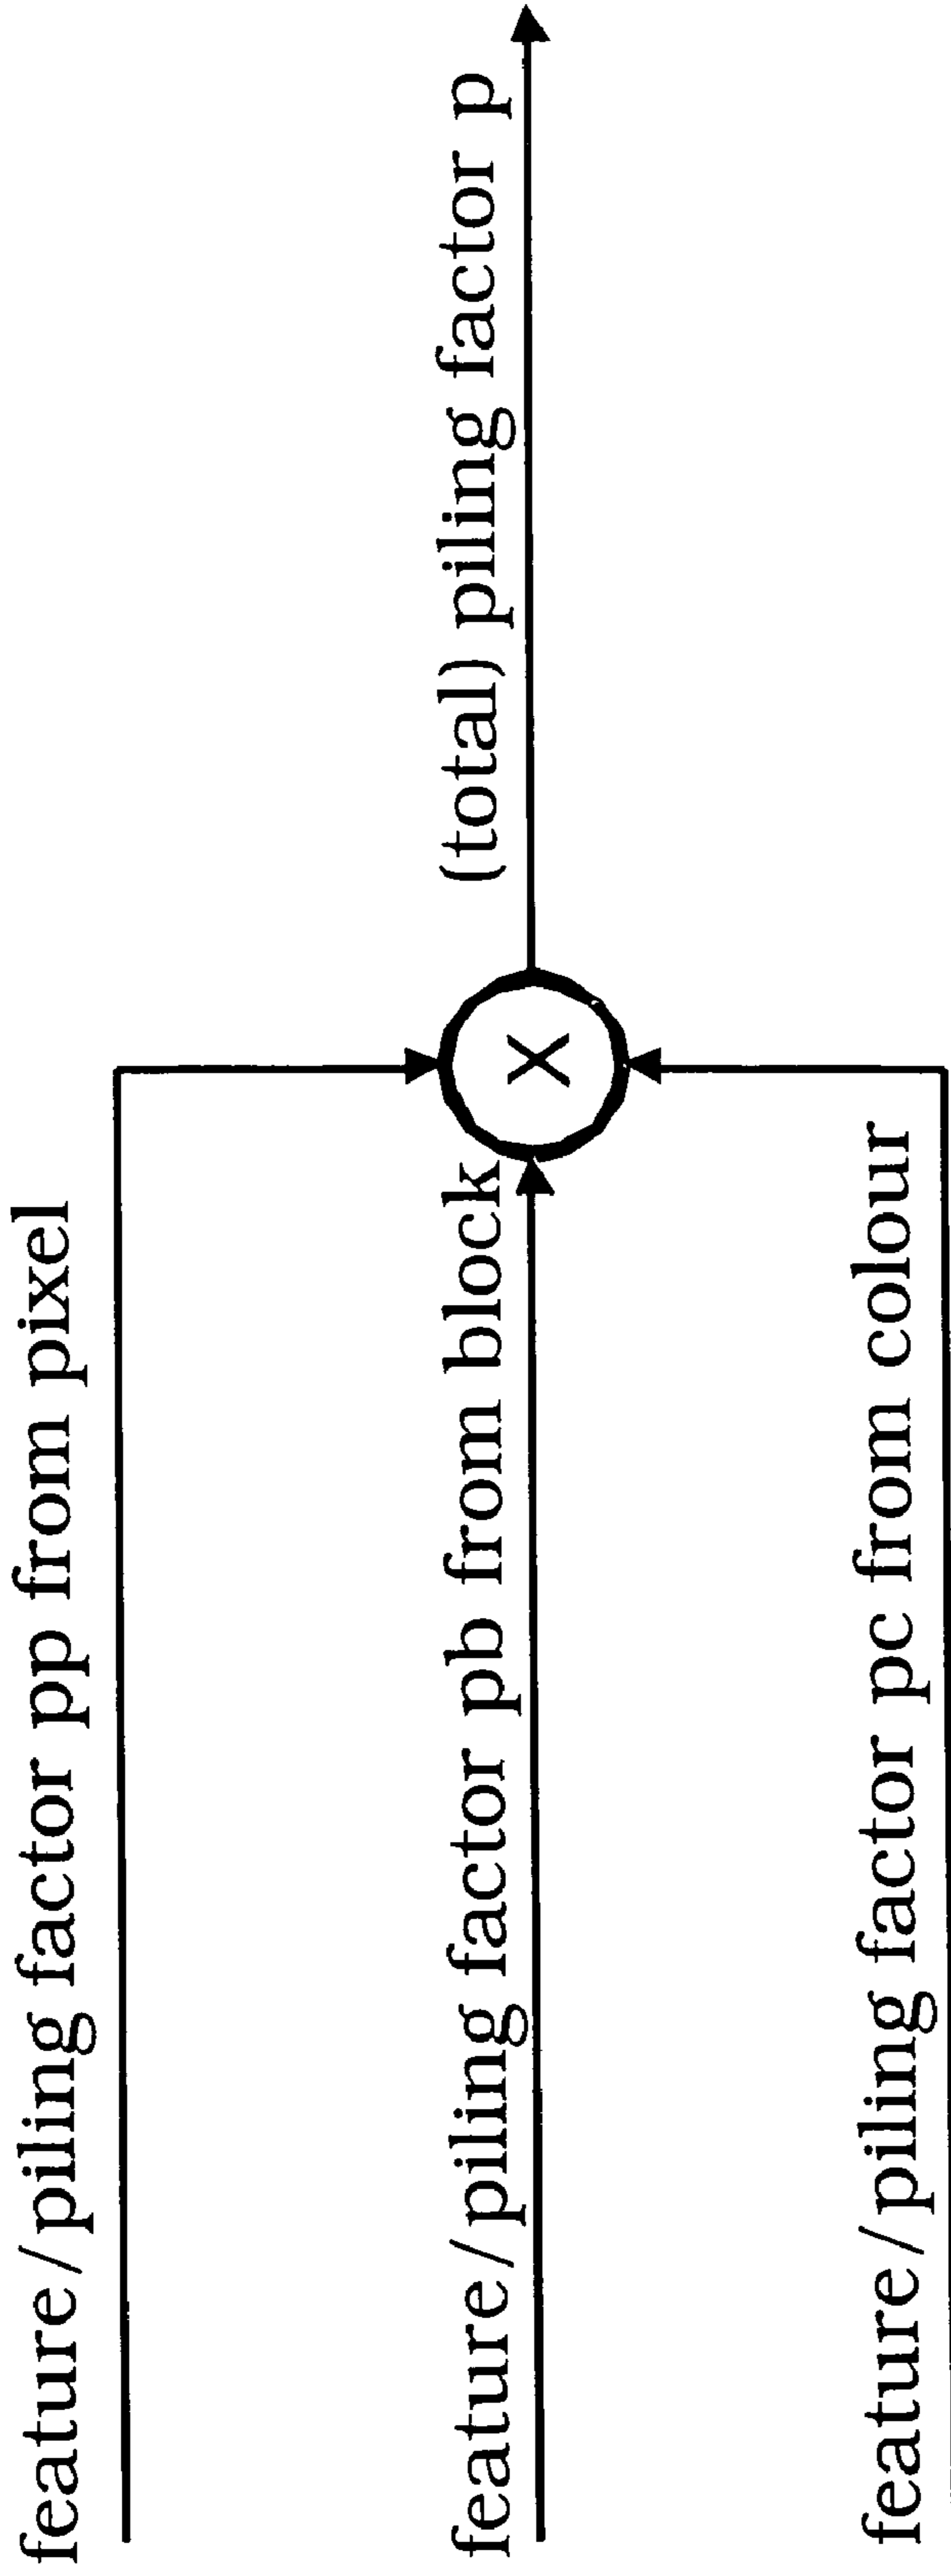 feature/piling factor pp from pixel
feature/piling factor pb from block
(total) piling factor p
X
feature/piling factor pc from colour